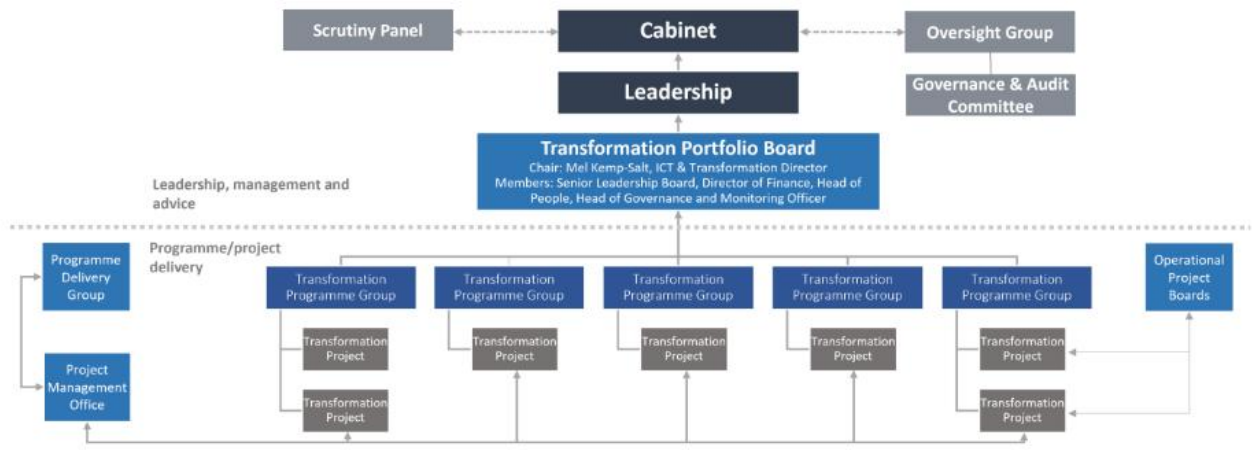 Scrutiny Panel
Cabinet
Oversight Group
Leadership
Governance & Audit
Committee
Transformation Portfolio Board
Chair: Mel Kemp-Salt, ICT & Transformation Director
Members: Senior Leadership Board, Director of Finance, Head of
People, Head of Governance and Monitoring Officer
Leadership, management and
advice
Programme/project
delivery
Programme
Delivery
Group
Transformation
Programme Group
Transformation
Programme Group
Transformation
Programme Group
Transformation
Programme Group
Transformation
Programme Group
Operational
Project
Boards
Transformation
Project
Transformation
Project
Transformation
Project
Transformation
Project
Transformation
Project
Project
Management
Office
Transformation
Project
Transformation
Project